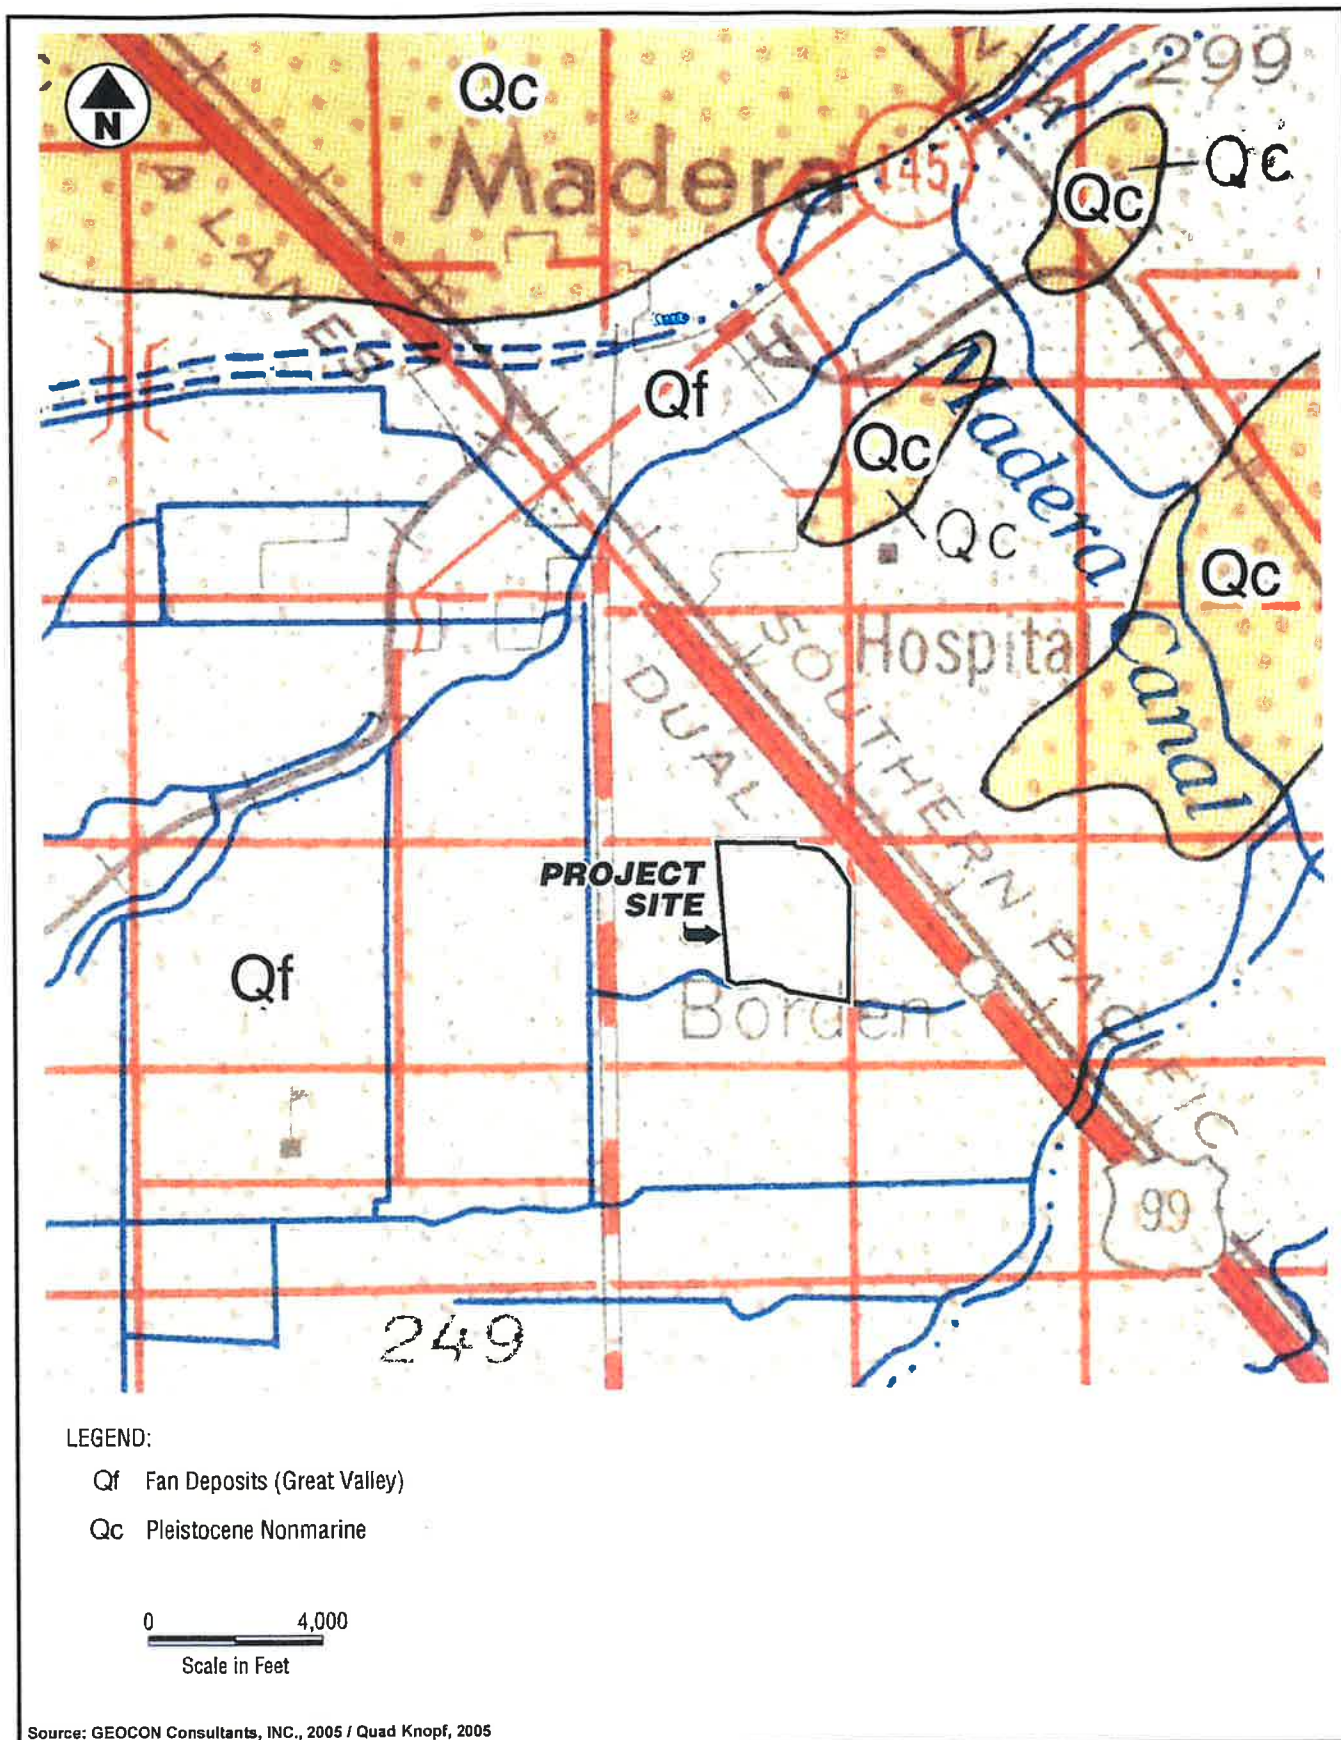 N
Qc
299
Madera
145
Qc
Qc
4 LANES
Qf
Qc
Qc
Madera
Canal
Qc
Hospital
SOUTHERN PACIFIC
DUAL
PROJECT
SITE
Borden
Qf
99
249
LEGEND:
Qf Fan Deposits (Great Valley)
Qc Pleistocene Nonmarine
0 4,000
Scale in Feet
Source: GEOCON Consultants, INC., 2005 / Quad Knopf, 2005